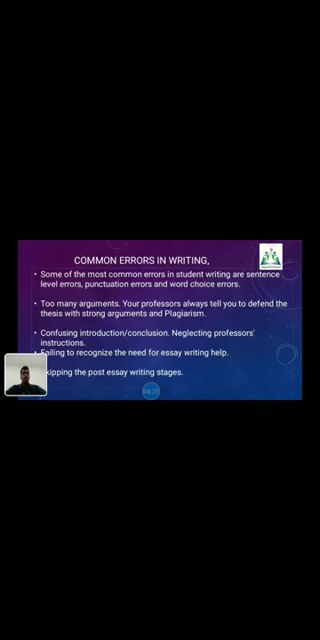 COMMON ERRORS IN WRITING,
• Some of the most common errors in student writing are sentence
level errors, punctuation errors and word choice errors.
• Too many arguments. Your professors always tell you to defend the
thesis with strong arguments and Plagiarism.
• Confusing introduction/conclusion. Neglecting professors'
instructions.
• Failing to recognize the need for essay writing help.
kipping the post essay writing stages.
04:25